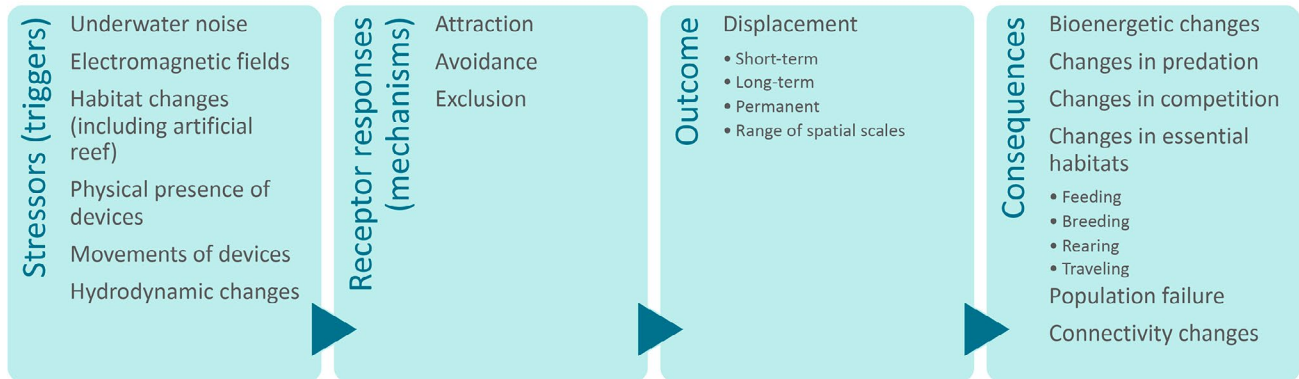 Stressors (triggers)
Underwater noise
Electromagnetic fields
Habitat changes
(including artificial
reef)
Physical presence of
devices
Movements of devices
Hydrodynamic changes
Receptor responses
(mechanisms)
Attraction
Avoidance
Exclusion
Outcome
Displacement
• Short-term
• Long-term
• Permanent
• Range of spatial scales
Consequences
Bioenergetic changes
Changes in predation
Changes in competition
Changes in essential
habitats
• Feeding
• Breeding
• Rearing
• Traveling
Population failure
Connectivity changes